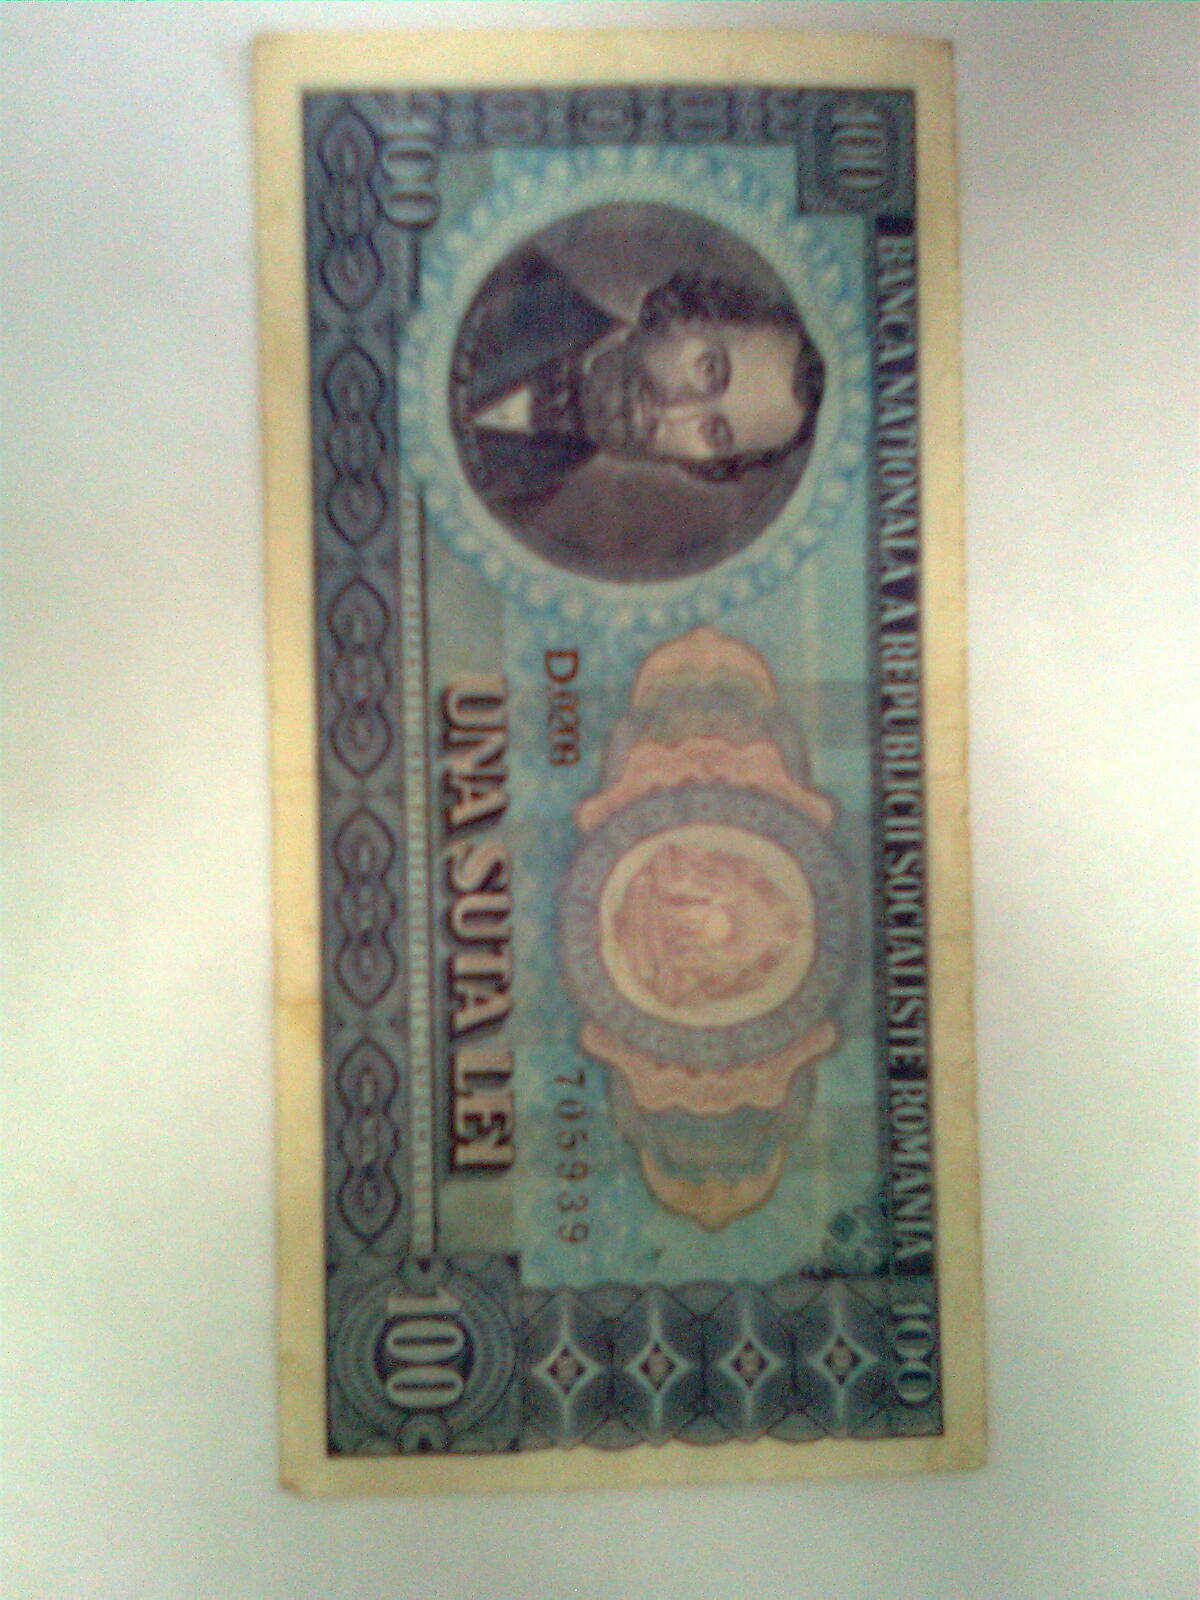 100
BANCA NATIONALA A REPUBLICII SOCIALISTE ROMANIA 100
7059939
UNA SUTA LEI
100
100